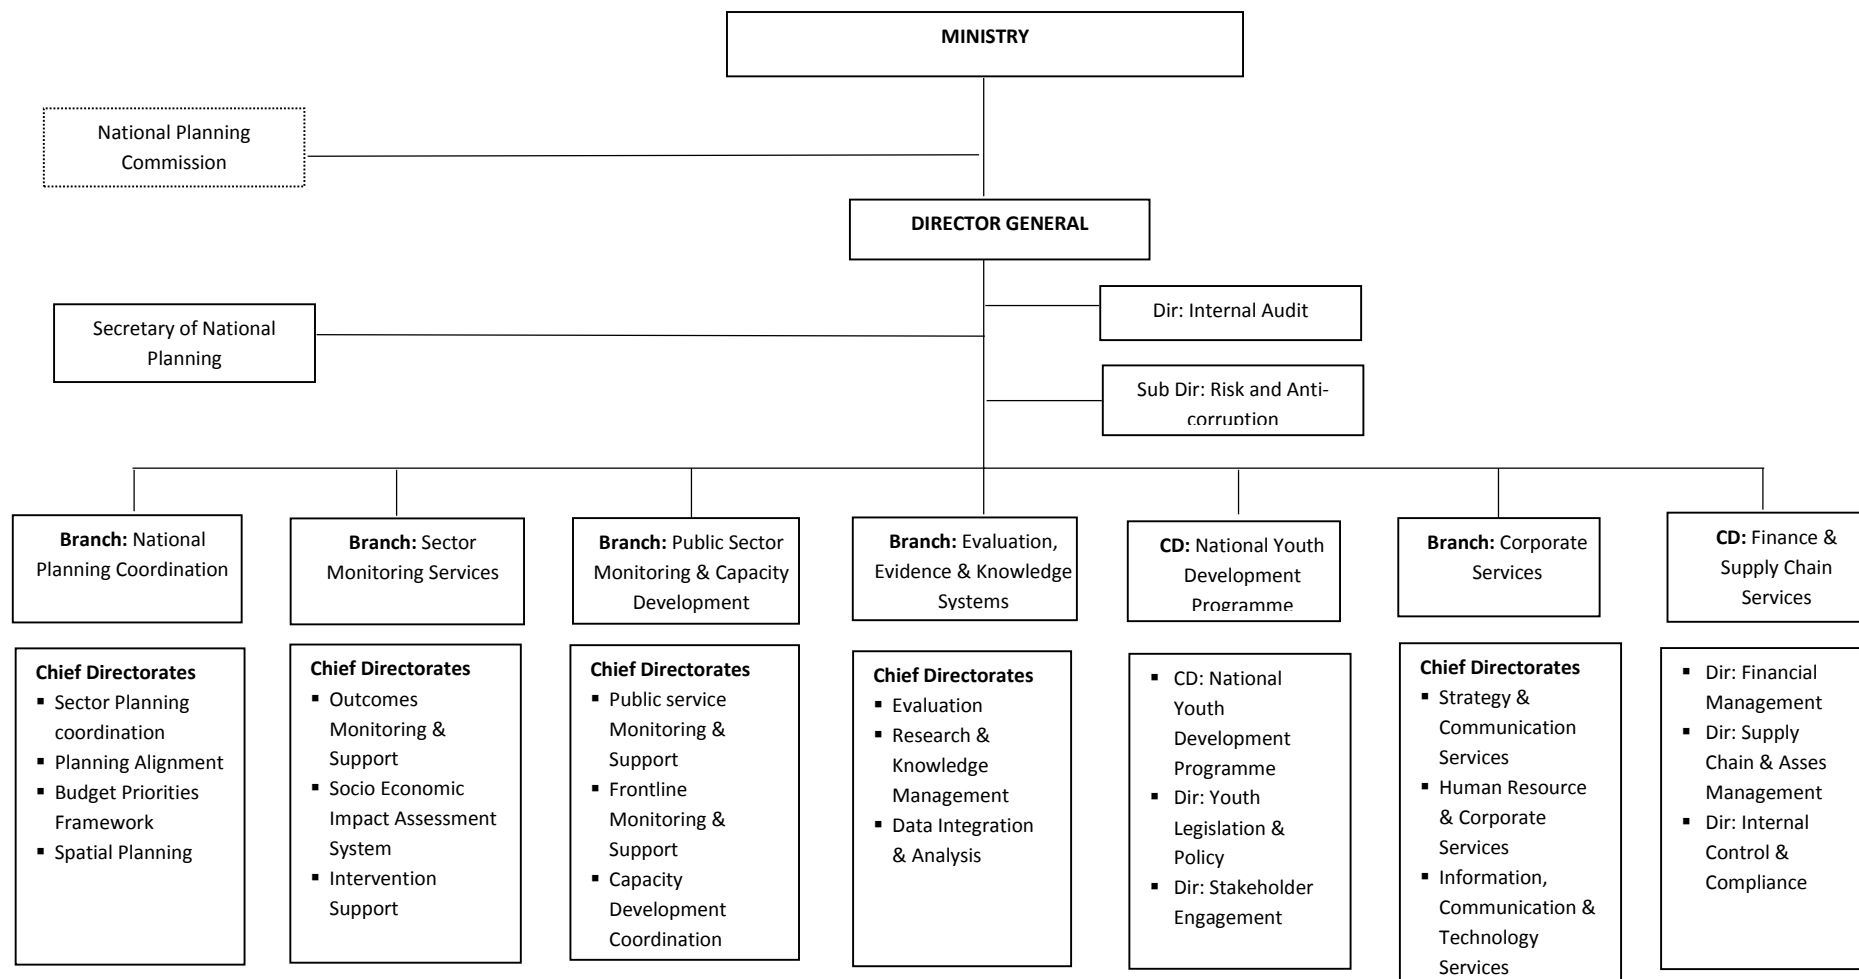 MINISTRY
National Planning
Commission
DIRECTOR GENERAL
Dir: Internal Audit
Secretary of National
Planning
Sub Dir: Risk and Anti-
corruption
Branch: National
Planning Coordination
Branch: Sector
Monitoring Services
Branch: Public Sector
Monitoring & Capacity
Development
Branch: Evaluation,
Evidence & Knowledge
Systems
CD: National Youth
Development
Programme
Branch: Corporate
Services
CD: Finance &
Supply Chain
Services
Chief Directorates
▪ Sector Planning
coordination
▪ Planning Alignment
▪ Budget Priorities
Framework
▪ Spatial Planning
Chief Directorates
▪ Outcomes
Monitoring &
Support
▪ Socio Economic
Impact Assessment
System
▪ Intervention
Support
Chief Directorates
▪ Public service
Monitoring &
Support
▪ Frontline
Monitoring &
Support
▪ Capacity
Development
Coordination
Chief Directorates
▪ Evaluation
▪ Research &
Knowledge
Management
▪ Data Integration
& Analysis
▪ CD: National
Youth
Development
Programme
▪ Dir: Youth
Legislation &
Policy
▪ Dir: Stakeholder
Engagement
Chief Directorates
▪ Strategy &
Communication
Services
▪ Human Resource
& Corporate
Services
▪ Information,
Communication &
Technology
Services
▪ Dir: Financial
Management
▪ Dir: Supply
Chain & Asses
Management
▪ Dir: Internal
Control &
Compliance